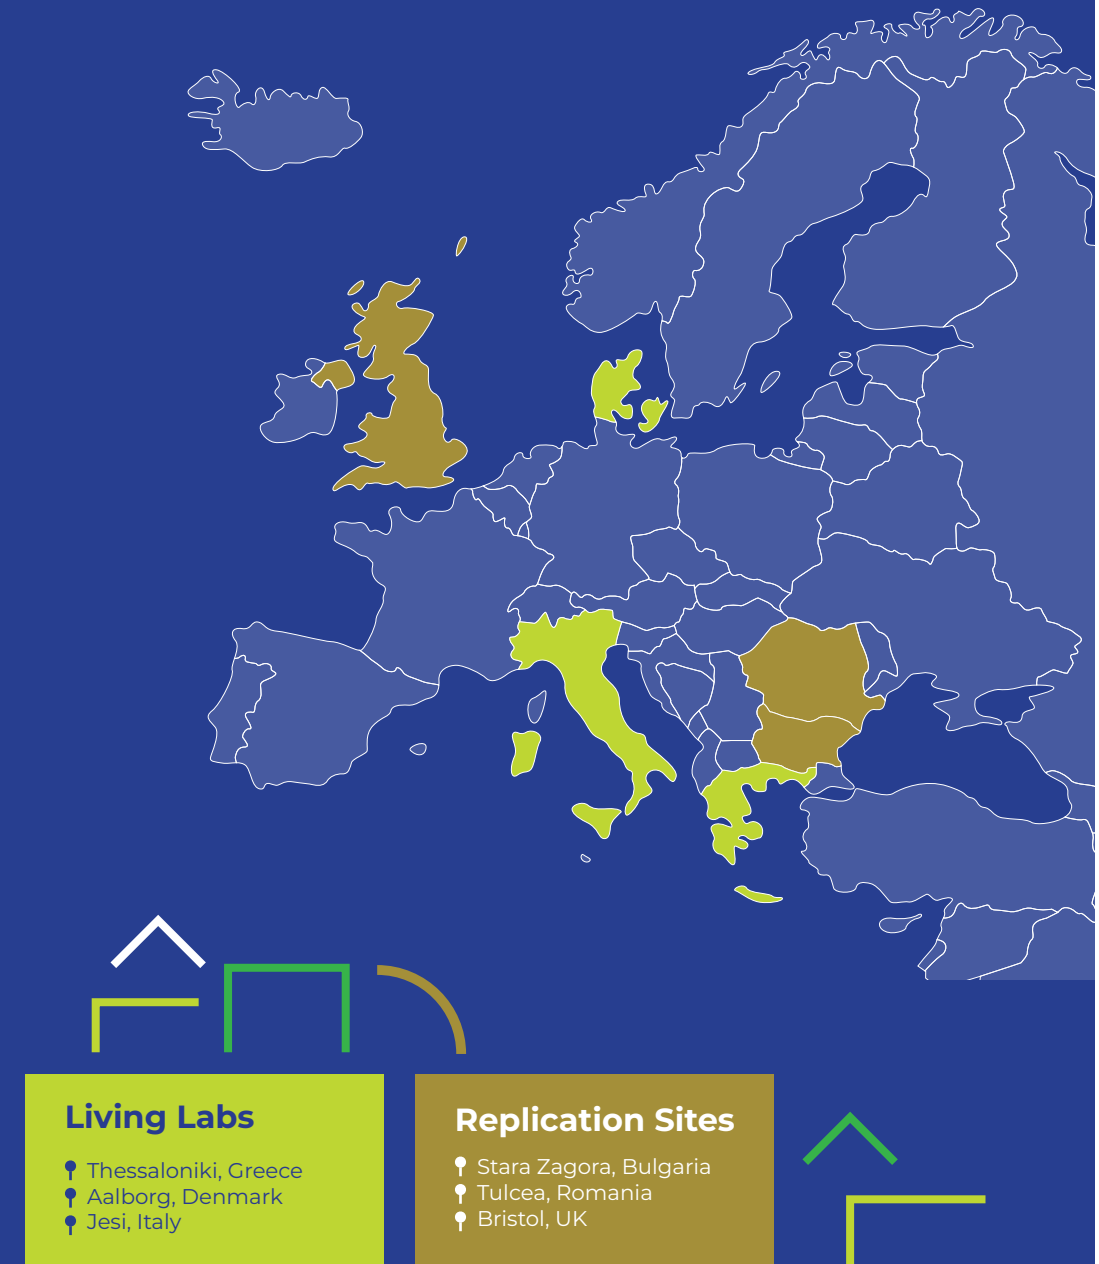 Living Labs
Thessaloniki, Greece
Aalborg, Denmark
Jesi, Italy
Replication Sites
Stara Zagora, Bulgaria
Tulcea, Romania
Bristol, UK